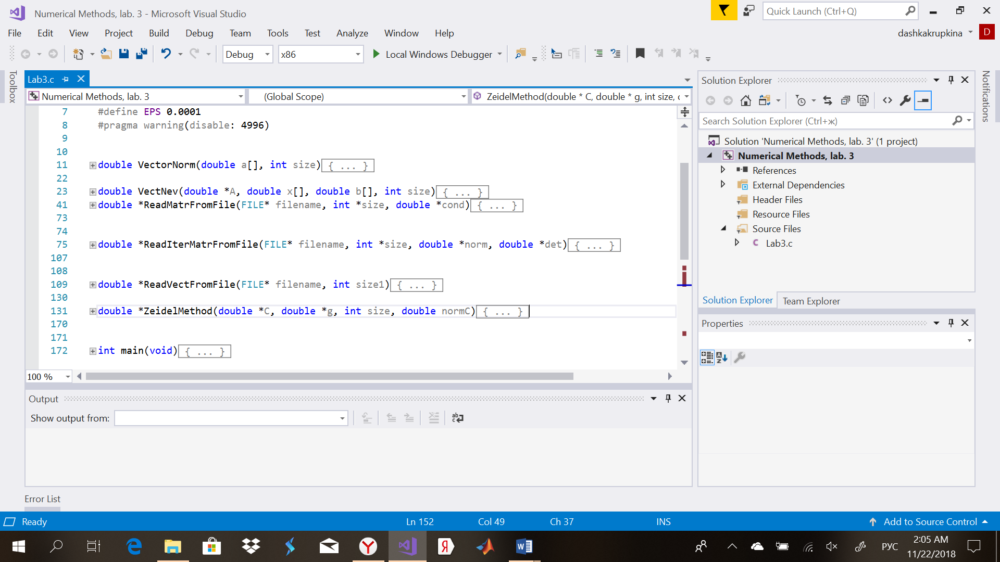 Numerical Methods, lab. 3 - Microsoft Visual Studio
Quick Launch (Ctrl+Q)
File Edit View Project Build Debug Team Tools Test Analyze Window Help
dashkakrupkina D
Debug x86 Local Windows Debugger
Toolbox
Lab3.c
Numerical Methods, lab. 3 (Global Scope) ZeidelMethod(double * C, double * g, int size, c
7 #define EPS 0.0001
8 #pragma warning(disable: 4996)
9
10
11 double VectorNorm(double a[], int size){ ... }
22
23 double VectNev(double *A, double x[], double b[], int size){ ... }
41 double *ReadMatrFromFile(FILE* filename, int *size, double *cond){ ... }
73
74
75 double *ReadIterMatrFromFile(FILE* filename, int *size, double *norm, double *det){ ... }
107
108
109 double *ReadVectFromFile(FILE* filename, int size1){ ... }
130
131 double *ZeidelMethod(double *C, double *g, int size, double normC){ ... }
170
171
172 int main(void){ ... }
100 %
Output
Show output from:
Error List
Solution Explorer
Search Solution Explorer (Ctrl+ж)
Solution 'Numerical Methods, lab. 3' (1 project)
Numerical Methods, lab. 3
References
External Dependencies
Header Files
Resource Files
Source Files
Lab3.c
Solution Explorer Team Explorer
Properties
Notifications
Ready Ln 152 Col 49 Ch 37 INS Add to Source Control
РУС
2:05 AM
11/22/2018